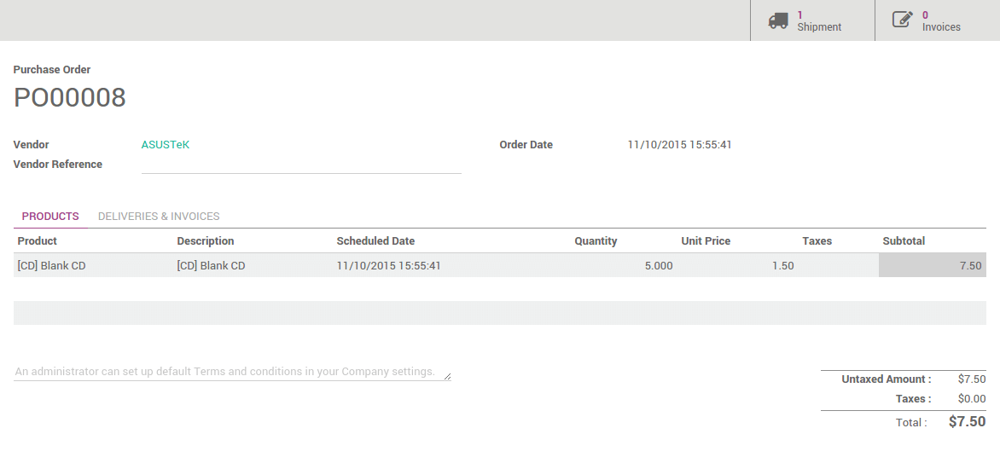 1
Shipment
0
Invoices
Purchase Order
PO00008
Vendor ASUSTeK Order Date 11/10/2015 15:55:41
Vendor Reference
PRODUCTS DELIVERIES & INVOICES
Product Description Scheduled Date Quantity Unit Price Taxes Subtotal
[CD] Blank CD [CD] Blank CD 11/10/2015 15:55:41 5.000 1.50 7.50
An administrator can set up default Terms and conditions in your Company settings.
Untaxed Amount : $7.50
Taxes : $0.00
Total : $7.50